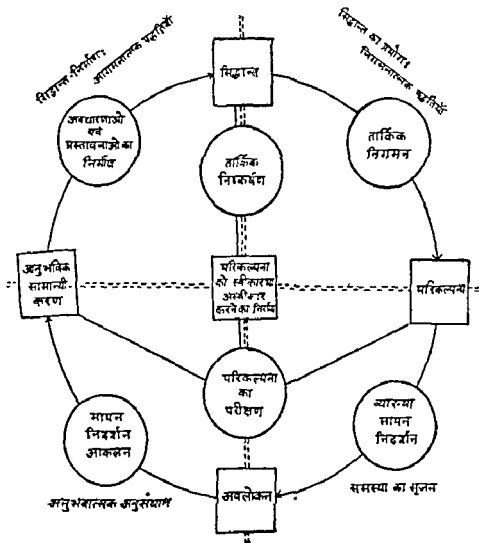 सिद्धान्त-निर्माण:
आगमनात्मक पद्धतियाँ
सिद्धान्त का प्रयोग:
निगमनात्मक पद्धतियाँ
सिद्धान्त
अवधारणाओं
एवं
प्रस्तावनाओं का
निर्माण
तार्किक
निष्कर्षण
तार्किक
निगमन
आनुभविक
सामान्यी
करण
परिकल्पना
को स्वीकार या
अस्वीकार
करने का निर्णय
परिकल्पना
परिकल्पना
का
परीक्षण
मापन
निदर्शन
आकलन
व्याख्या
मापन
निदर्शन
अवलोकन
अनुभवात्मक अनुसंधान
समस्या का सृजन